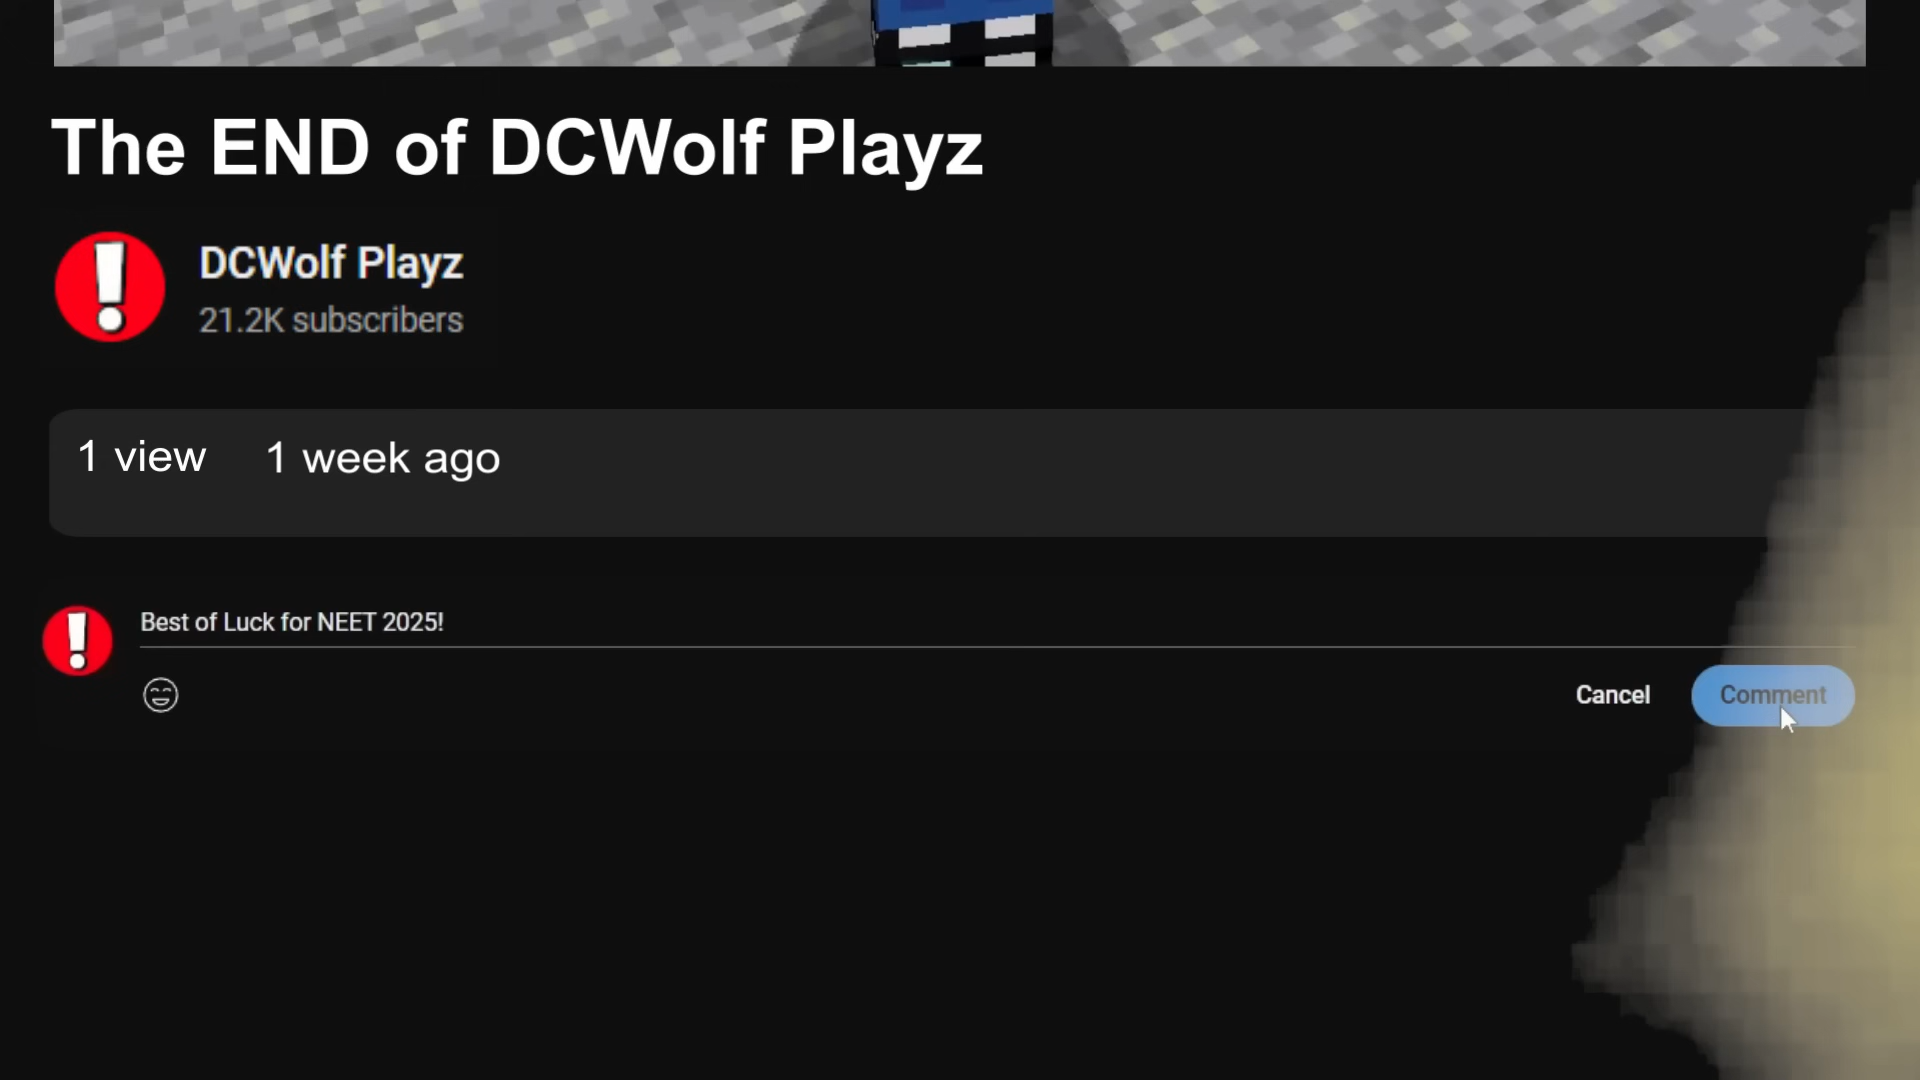 The END of DCWolf Playz
DCWolf Playz
21.2K subscribers
1 view 1 week ago
Best of Luck for NEET 2025!
Cancel Comment